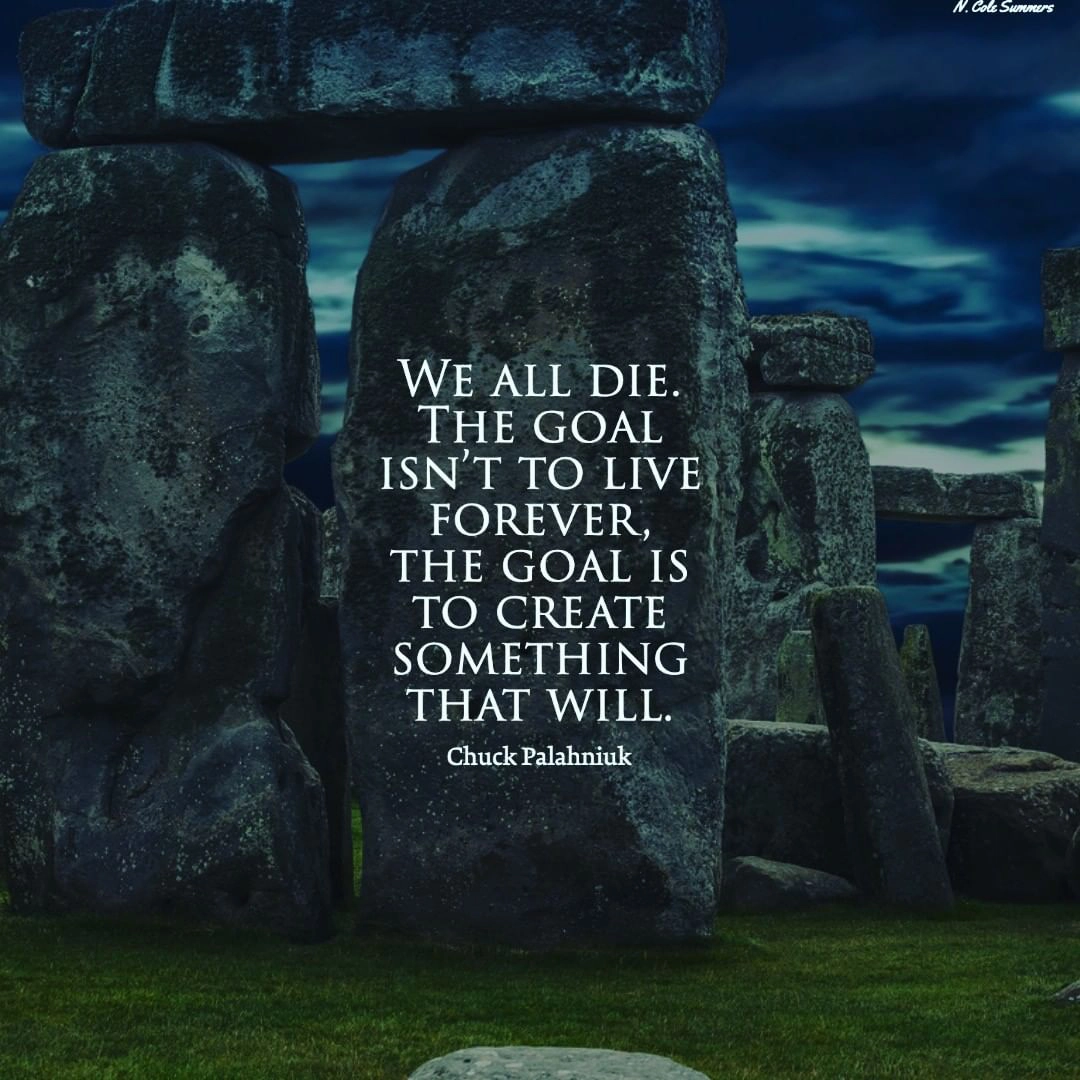 N. Cole Summers
We all die.
The goal
isn't to live
forever,
the goal is
to create
something
that will.
Chuck Palahniuk